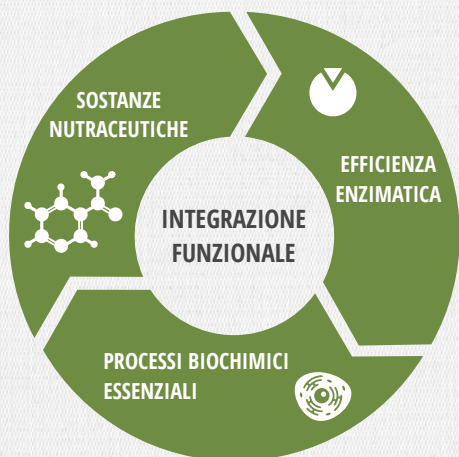 SOSTANZE
NUTRACEUTICHE
EFFICIENZA
ENZIMATICA
INTEGRAZIONE
FUNZIONALE
PROCESSI BIOCHIMICI
ESSENZIALI